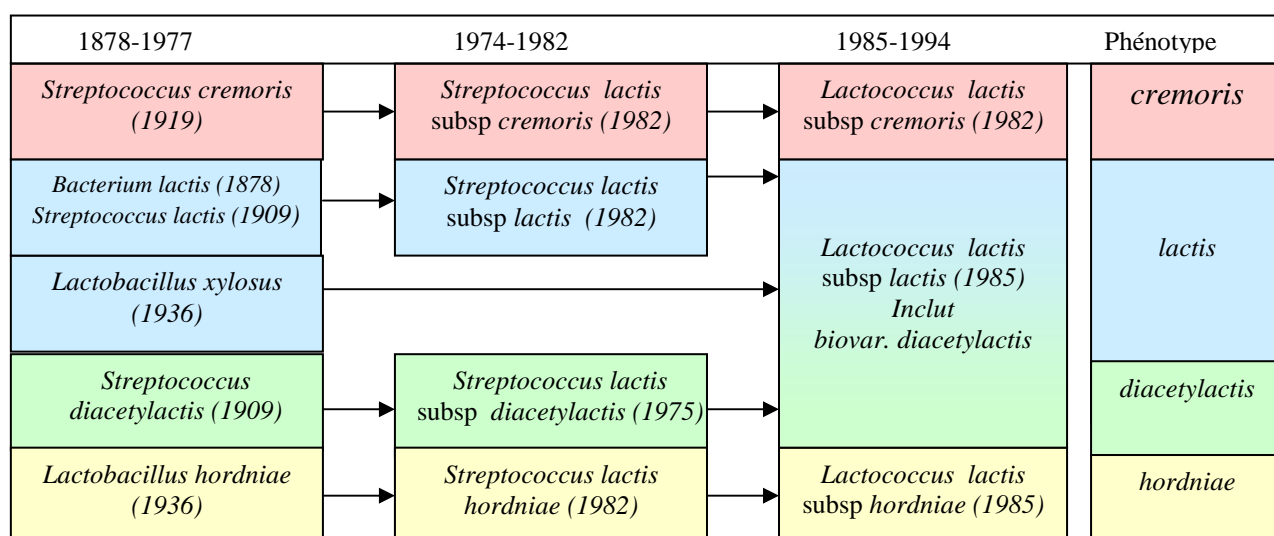 1878-1977 1974-1982 1985-1994 Phénotype
Streptococcus cremoris
(1919)
Streptococcus lactis
subsp cremoris (1982)
Lactococcus lactis
subsp cremoris (1982)
cremoris
Bacterium lactis (1878)
Streptococcus lactis (1909)
Streptococcus lactis
subsp lactis (1982)
Lactobacillus xylosus
(1936)
Lactococcus lactis
subsp lactis (1985)
Inclut
biovar. diacetylactis
lactis
Streptococcus
diacetylactis (1909)
Streptococcus lactis
subsp diacetylactis (1975)
diacetylactis
Lactobacillus hordniae
(1936)
Streptococcus lactis
hordniae (1982)
Lactococcus lactis
subsp hordniae (1985)
hordniae